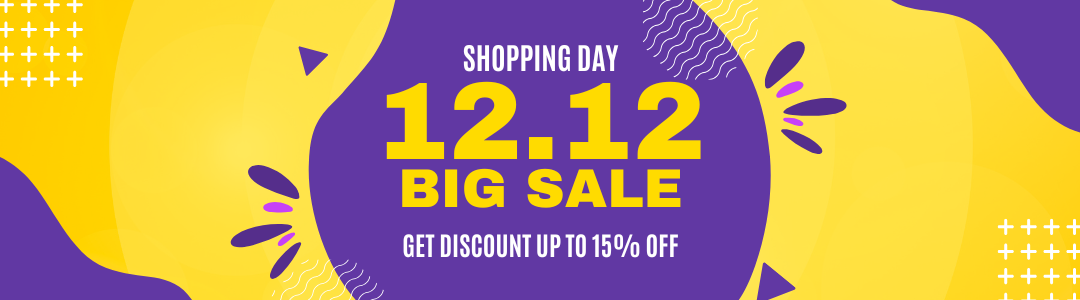 SHOPPING DAY
12.12
BIG SALE
GET DISCOUNT UP TO 15% OFF